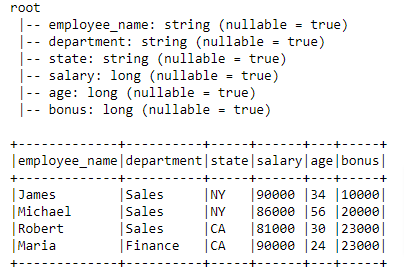 root
 |-- employee_name: string (nullable = true)
 |-- department: string (nullable = true)
 |-- state: string (nullable = true)
 |-- salary: long (nullable = true)
 |-- age: long (nullable = true)
 |-- bonus: long (nullable = true)

+-------------+----------+-----+------+---+-----+
|employee_name|department|state|salary|age|bonus|
+-------------+----------+-----+------+---+-----+
|James        |Sales     |NY   |90000 |34 |10000|
|Michael      |Sales     |NY   |86000 |56 |20000|
|Robert       |Sales     |CA   |81000 |30 |23000|
|Maria        |Finance   |CA   |90000 |24 |23000|
+-------------+----------+-----+------+---+-----+